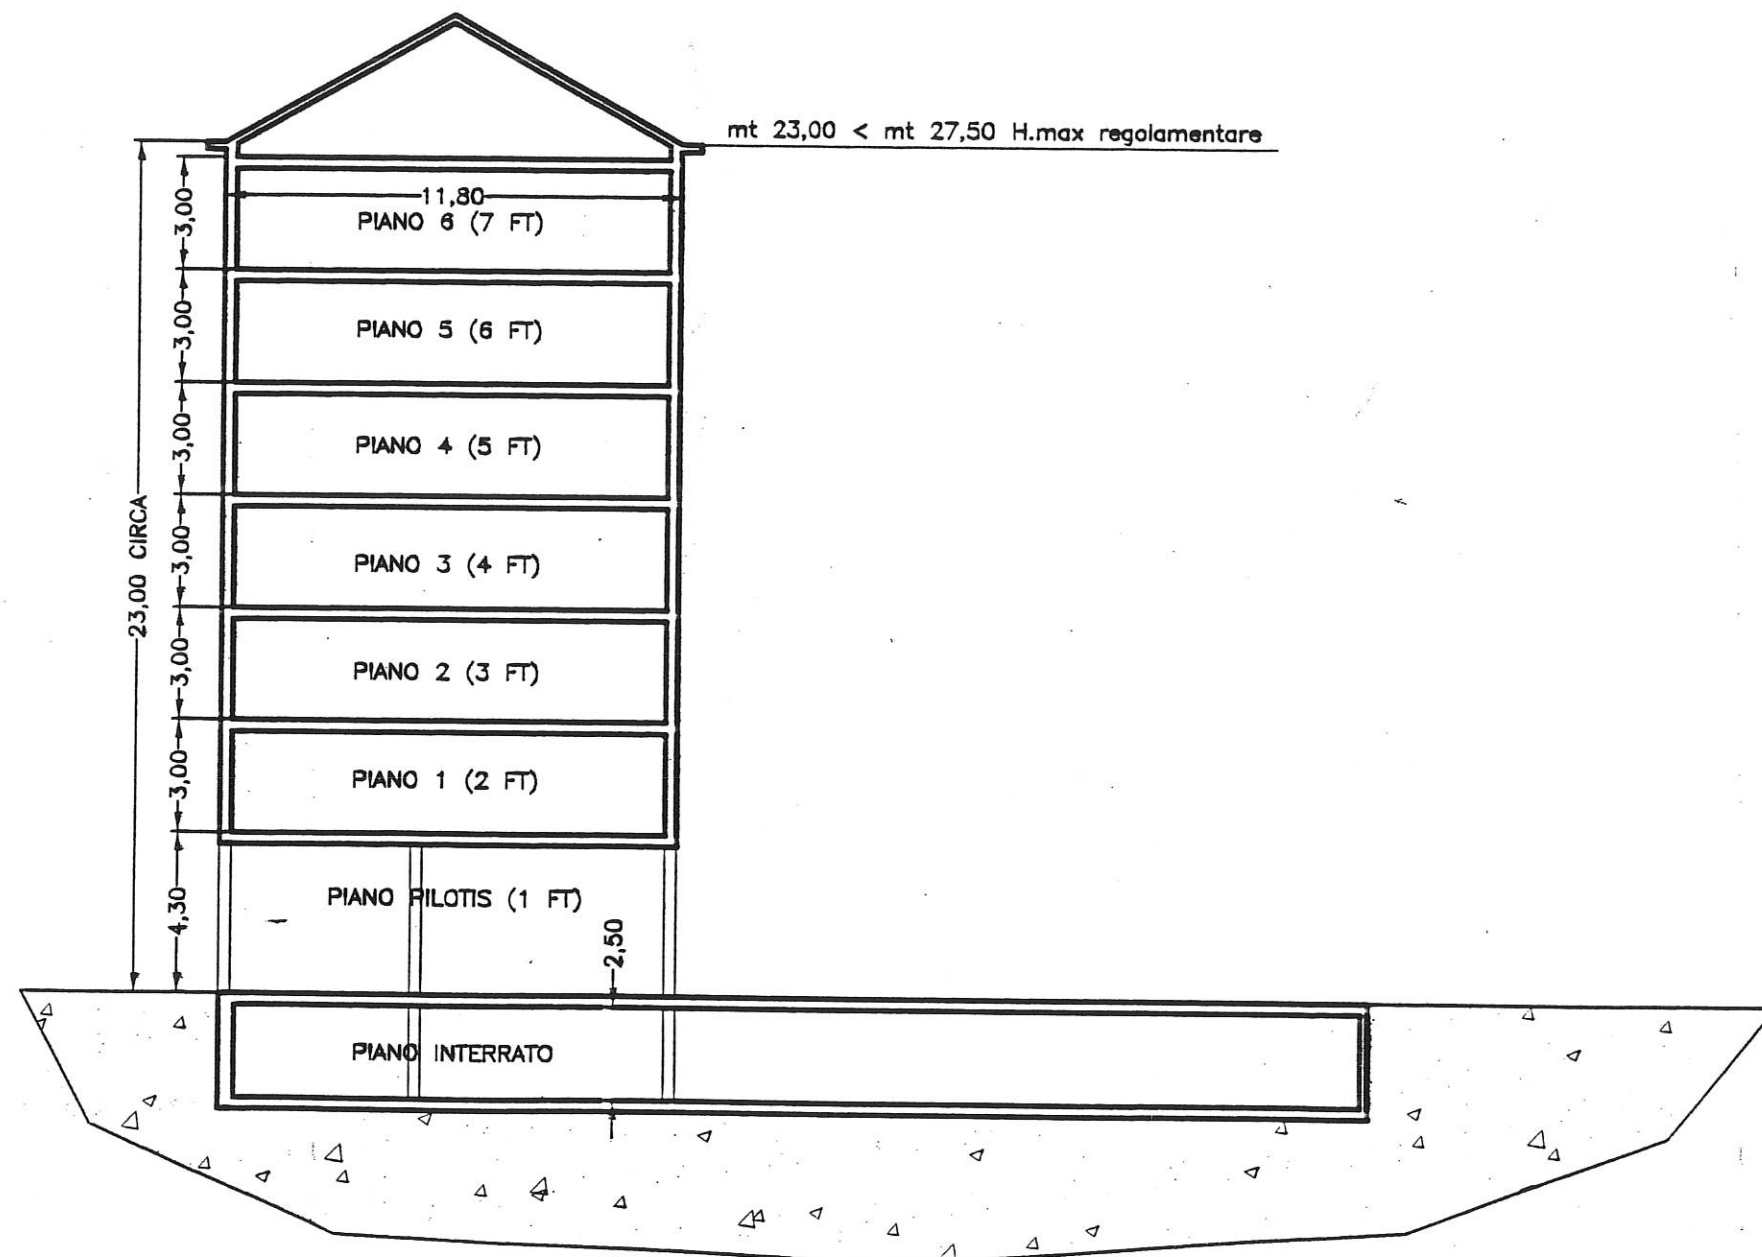 mt 23,00 < mt 27,50 H.max regolamentare
11,80
PIANO 6 (7 FT)
3,00
PIANO 5 (6 FT)
3,00
PIANO 4 (5 FT)
3,00
23,00 CIRCA
PIANO 3 (4 FT)
3,00
PIANO 2 (3 FT)
3,00
PIANO 1 (2 FT)
3,00
PIANO PILOTIS (1 FT)
4,30
2,50
PIANO INTERRATO